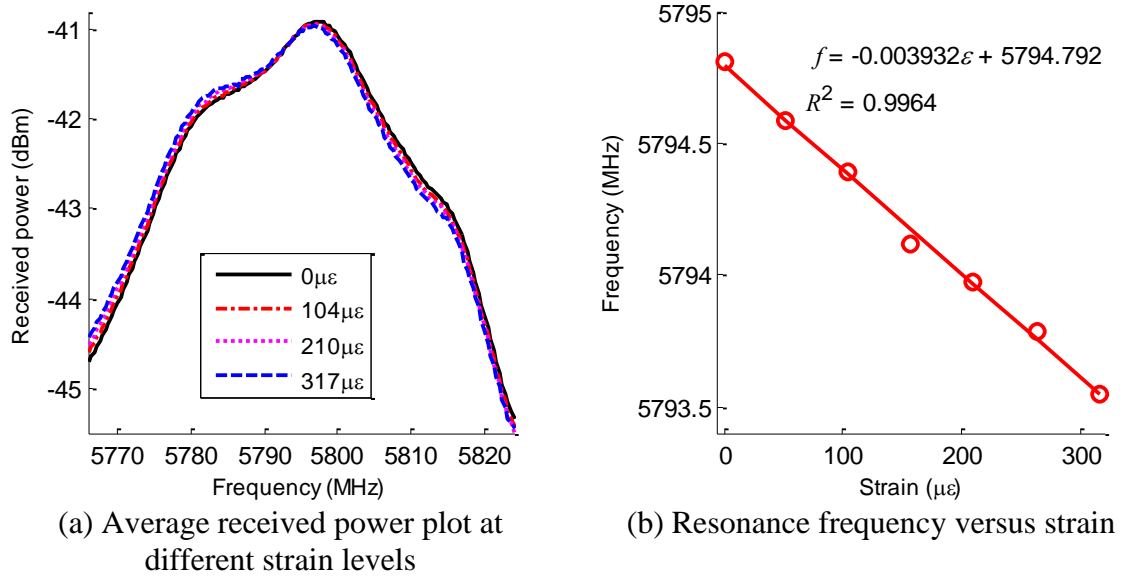 -41
-42
-43
-44
-45
Received power (dBm)
0με
104με
210με
317με
5770 5780 5790 5800 5810 5820
Frequency (MHz)
(a) Average received power plot at
different strain levels
5795
5794.5
5794
5793.5
Frequency (MHz)
f = -0.003932ε + 5794.792
R² = 0.9964
0 100 200 300
Strain (με)
(b) Resonance frequency versus strain